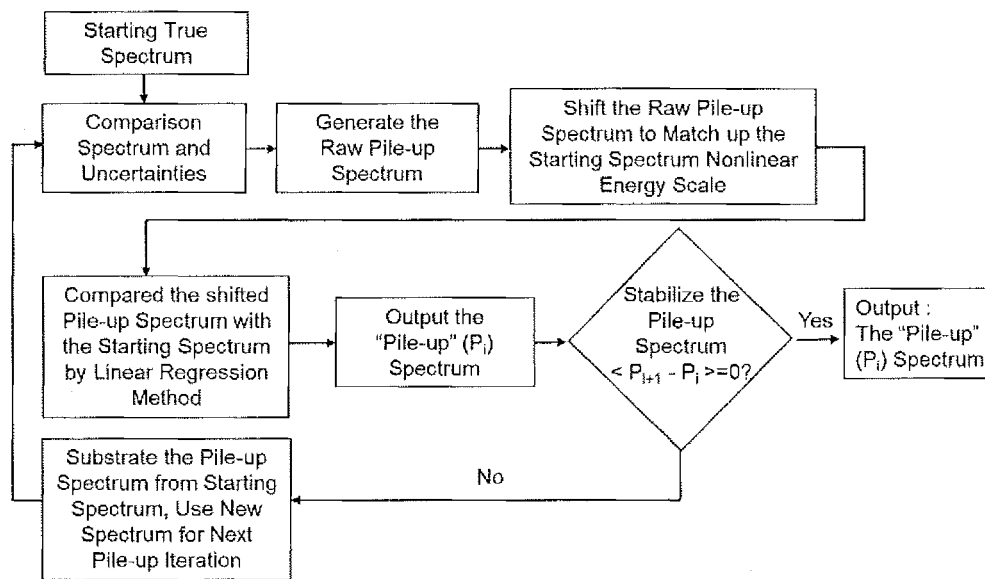 Starting True
Spectrum
Comparison
Spectrum and
Uncertainties
Generate the
Raw Pile-up
Spectrum
Shift the Raw Pile-up
Spectrum to Match up the
Starting Spectrum Nonlinear
Energy Scale
Compared the shifted
Pile-up Spectrum with
the Starting Spectrum
by Linear Regression
Method
Output the
“Pile-up” (Pi)
Spectrum
Stabilize the
Pile-up
Spectrum
< Pi+1 - Pi >=0?
Yes
Output :
The “Pile-up”
(Pi) Spectrum
No
Substrate the Pile-up
Spectrum from Starting
Spectrum, Use New
Spectrum for Next
Pile-up Iteration